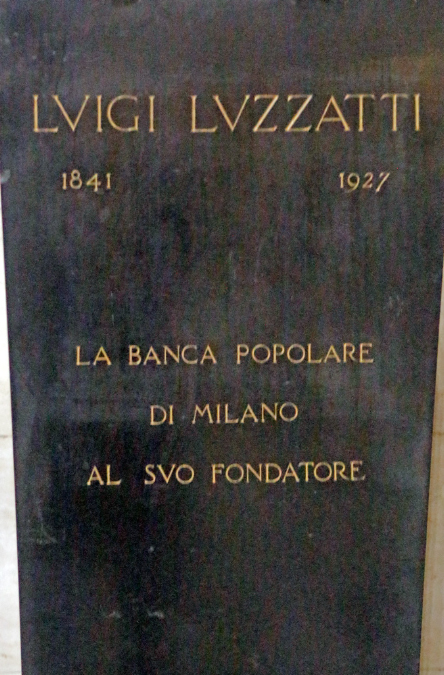 LVIGI LVZZATTI
1841 1927
LA BANCA POPOLARE
DI MILANO
AL SVO FONDATORE